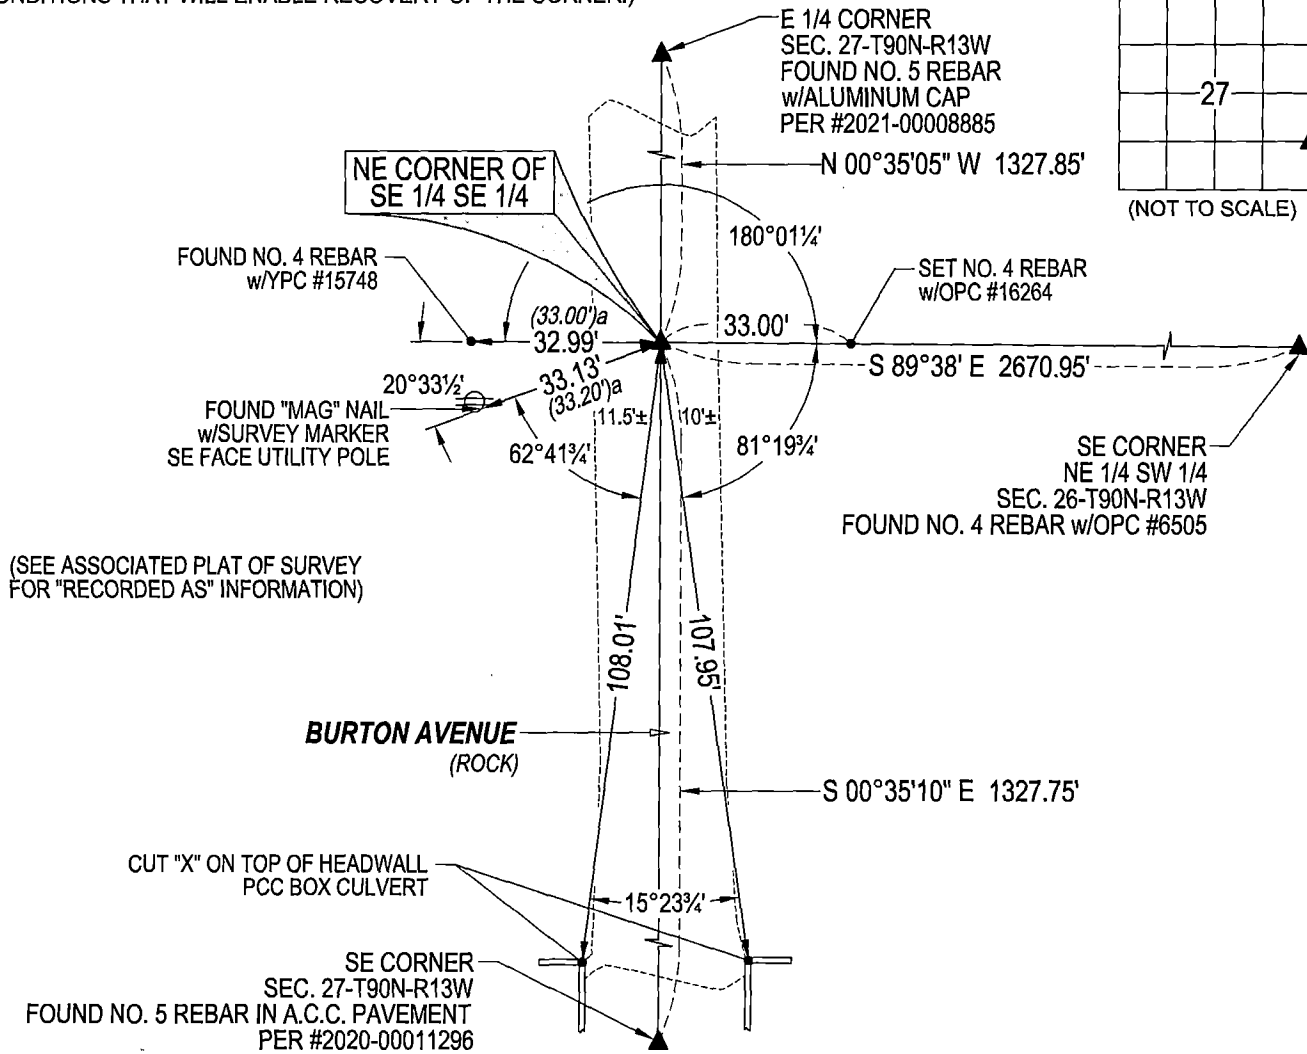 CONDITIONS THAT WILL ENABLE RECOVERY OF THE CORNER.)
E 1/4 CORNER
SEC. 27-T90N-R13W
FOUND NO. 5 REBAR
w/ALUMINUM CAP
PER #2021-00008885
27
(NOT TO SCALE)
N 00°35'05" W 1327.85'
NE CORNER OF
SE 1/4 SE 1/4
180°01¼'
FOUND NO. 4 REBAR
w/YPC #15748
SET NO. 4 REBAR
w/OPC #16264
(33.00')a
32.99'
33.00'
S 89°38' E 2670.95'
33.13'
(33.20')a
20°33½'
FOUND "MAG" NAIL
w/SURVEY MARKER
SE FACE UTILITY POLE
11.5'±
10'±
62°41¾'
81°19¾'
SE CORNER
NE 1/4 SW 1/4
SEC. 26-T90N-R13W
FOUND NO. 4 REBAR w/OPC #6505
(SEE ASSOCIATED PLAT OF SURVEY
FOR "RECORDED AS" INFORMATION)
108.01'
107.95'
BURTON AVENUE
(ROCK)
S 00°35'10" E 1327.75'
CUT "X" ON TOP OF HEADWALL
PCC BOX CULVERT
15°23¾'
SE CORNER
SEC. 27-T90N-R13W
FOUND NO. 5 REBAR IN A.C.C. PAVEMENT
PER #2020-00011296